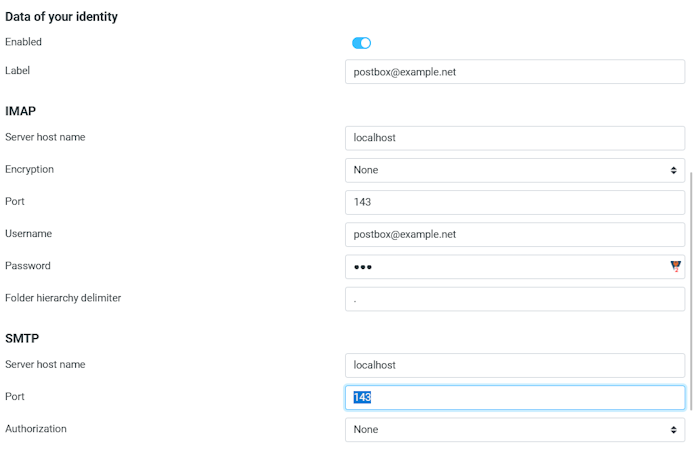 Data of your identity
Enabled
Label postbox@example.net
IMAP
Server host name localhost
Encryption None
Port 143
Username postbox@example.net
Password •••
Folder hierarchy delimiter .
SMTP
Server host name localhost
Port 143
Authorization None